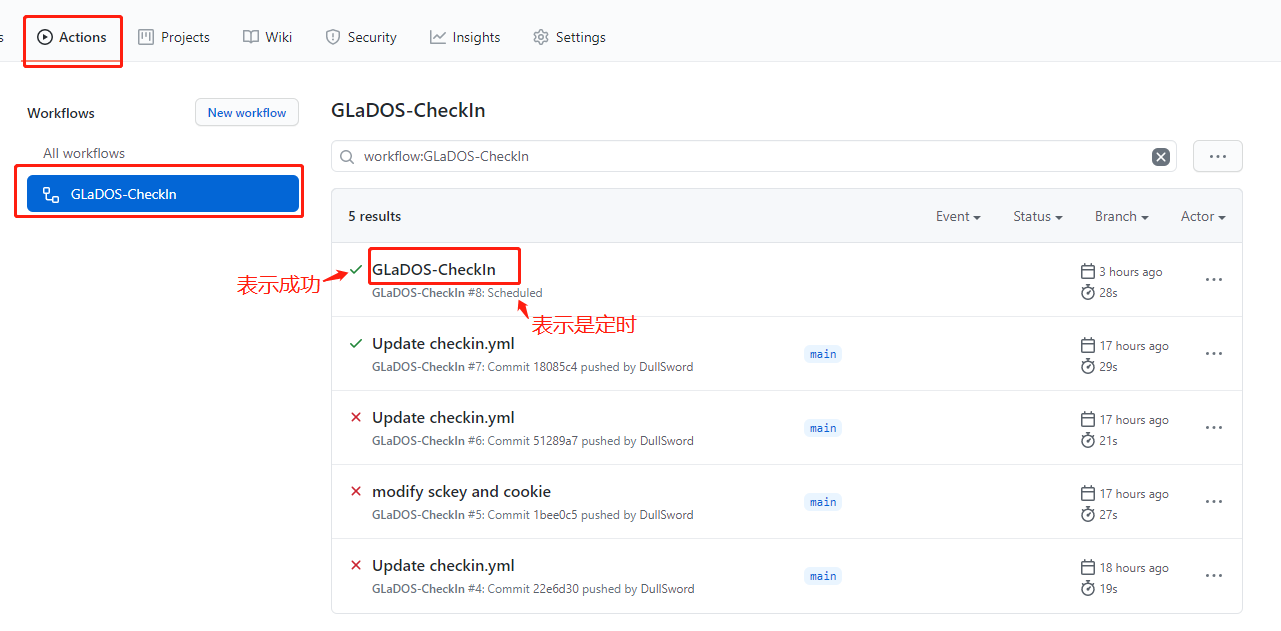 s Actions Projects Wiki Security Insights Settings
Workflows
New workflow
All workflows
GLaDOS-CheckIn
GLaDOS-CheckIn
workflow:GLaDOS-CheckIn
5 results
Event Status Branch Actor
GLaDOS-CheckIn
GLaDOS-CheckIn #8: Scheduled
3 hours ago
28s
表示成功
表示是定时
Update checkin.yml
GLaDOS-CheckIn #7: Commit 18085c4 pushed by DullSword
main
17 hours ago
29s
Update checkin.yml
GLaDOS-CheckIn #6: Commit 51289a7 pushed by DullSword
main
17 hours ago
21s
modify sckey and cookie
GLaDOS-CheckIn #5: Commit 1bee0c5 pushed by DullSword
main
17 hours ago
27s
Update checkin.yml
GLaDOS-CheckIn #4: Commit 22e6d30 pushed by DullSword
main
18 hours ago
19s